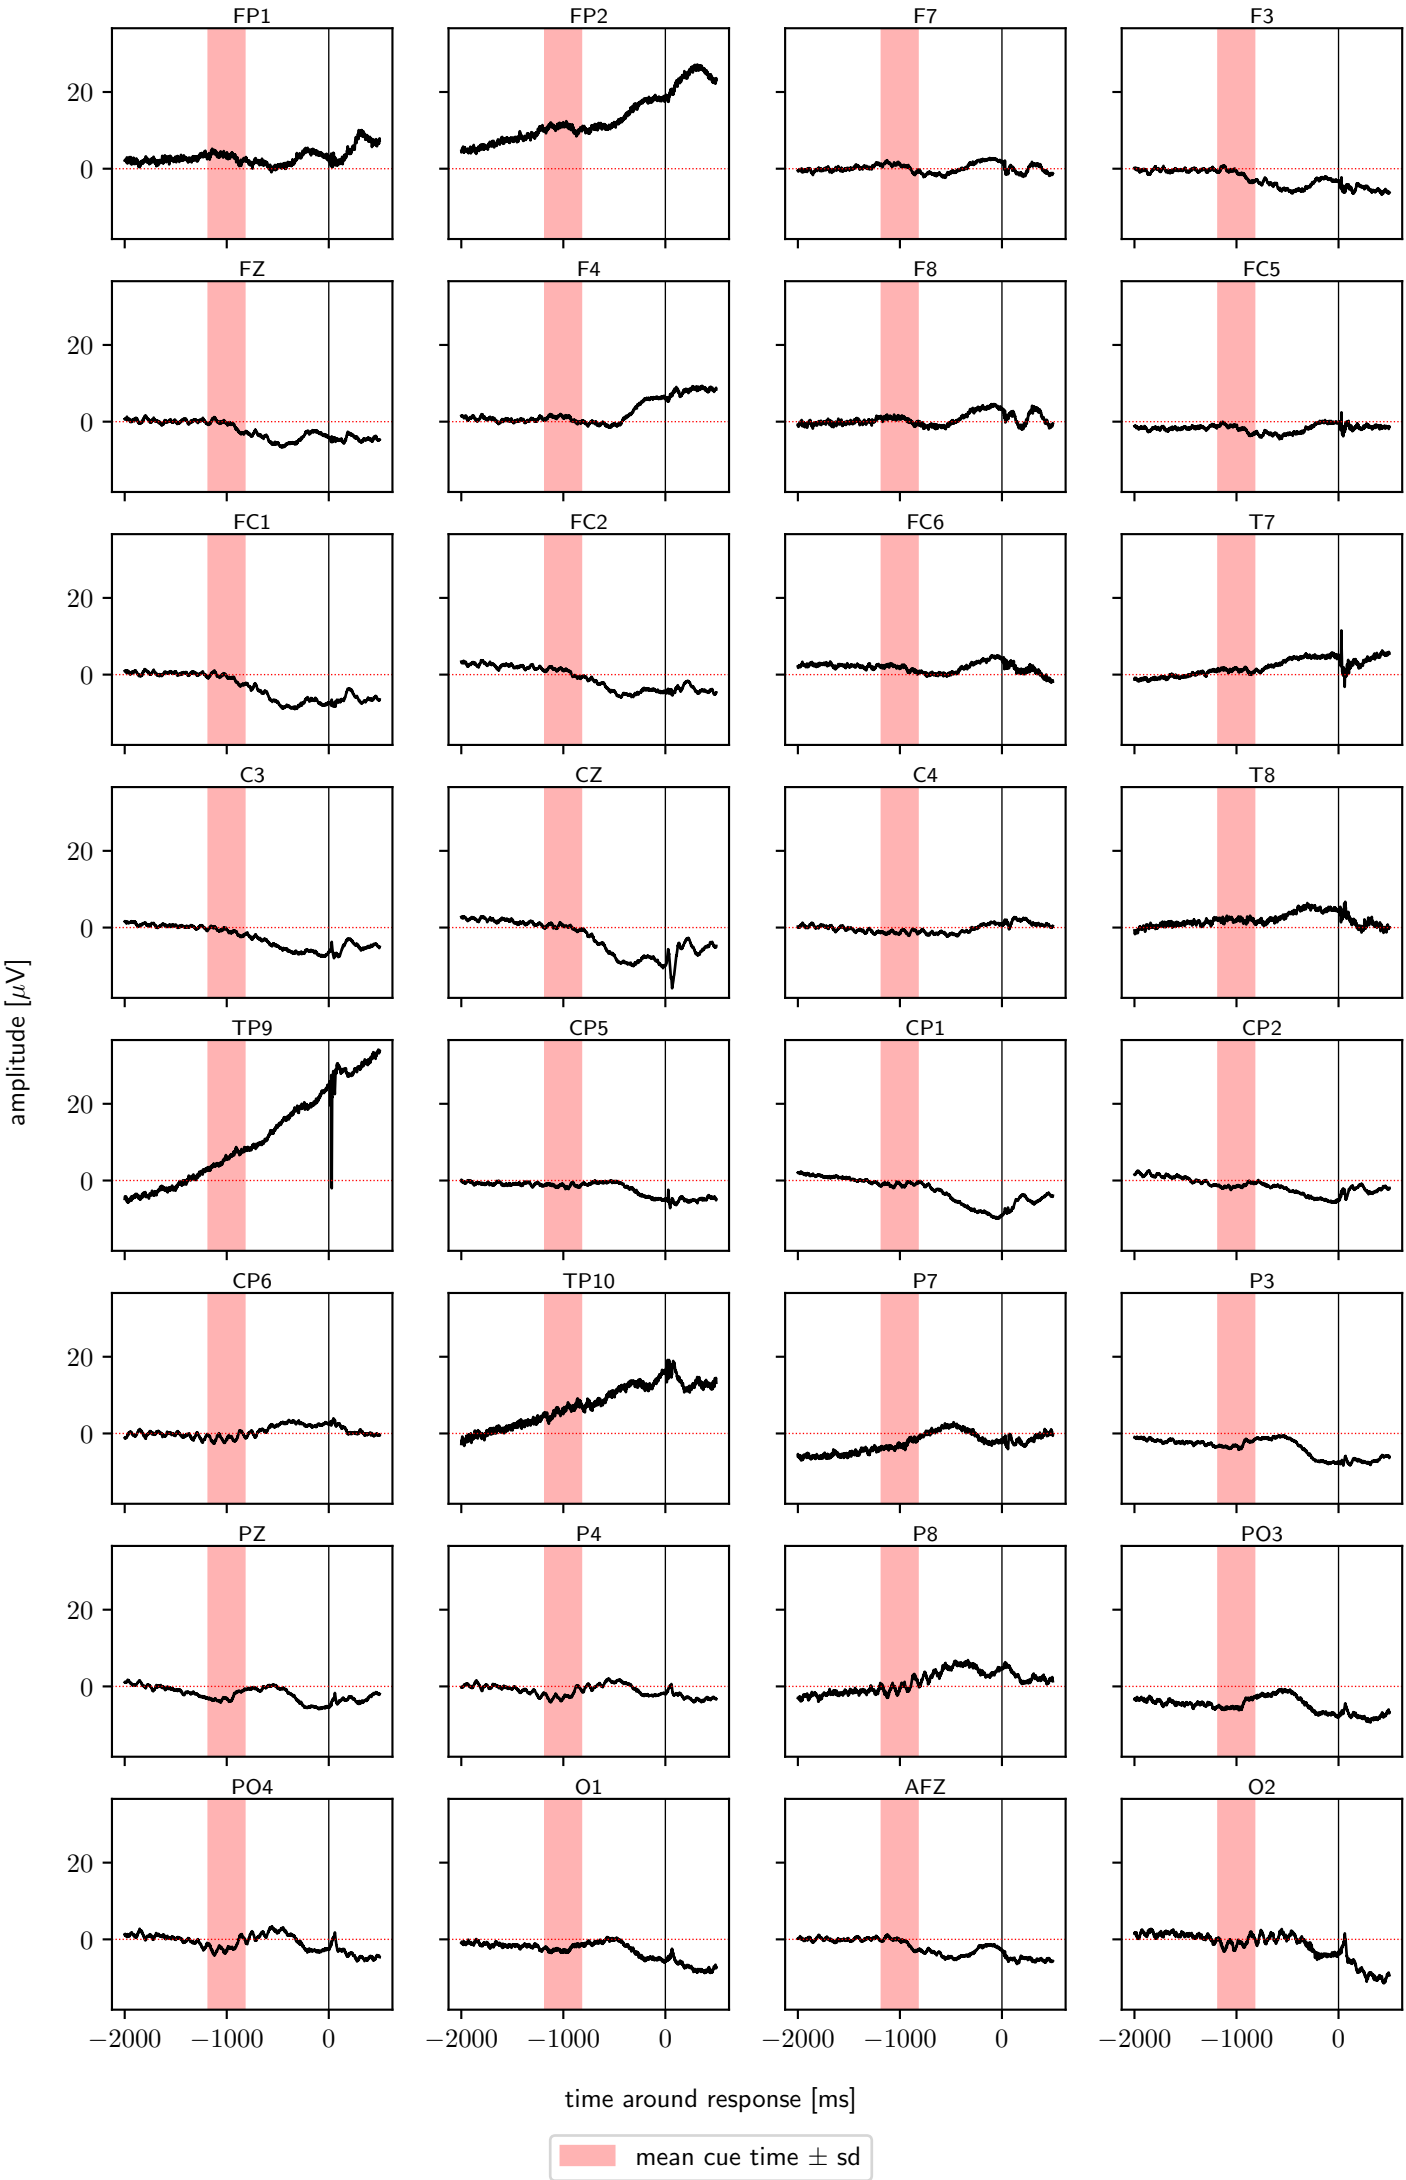 FP1 FP2 F7 F3
20
0
FZ F4 F8 FC5
20
0
FC1 FC2 FC6 T7
20
0
C3 CZ C4 T8
20
0
amplitude [μV]
TP9 CP5 CP1 CP2
20
0
CP6 TP10 P7 P3
20
0
PZ P4 P8 PO3
20
0
PO4 O1 AFZ O2
20
0
−2000 −1000 0 −2000 −1000 0 −2000 −1000 0 −2000 −1000 0
time around response [ms]
mean cue time ± sd